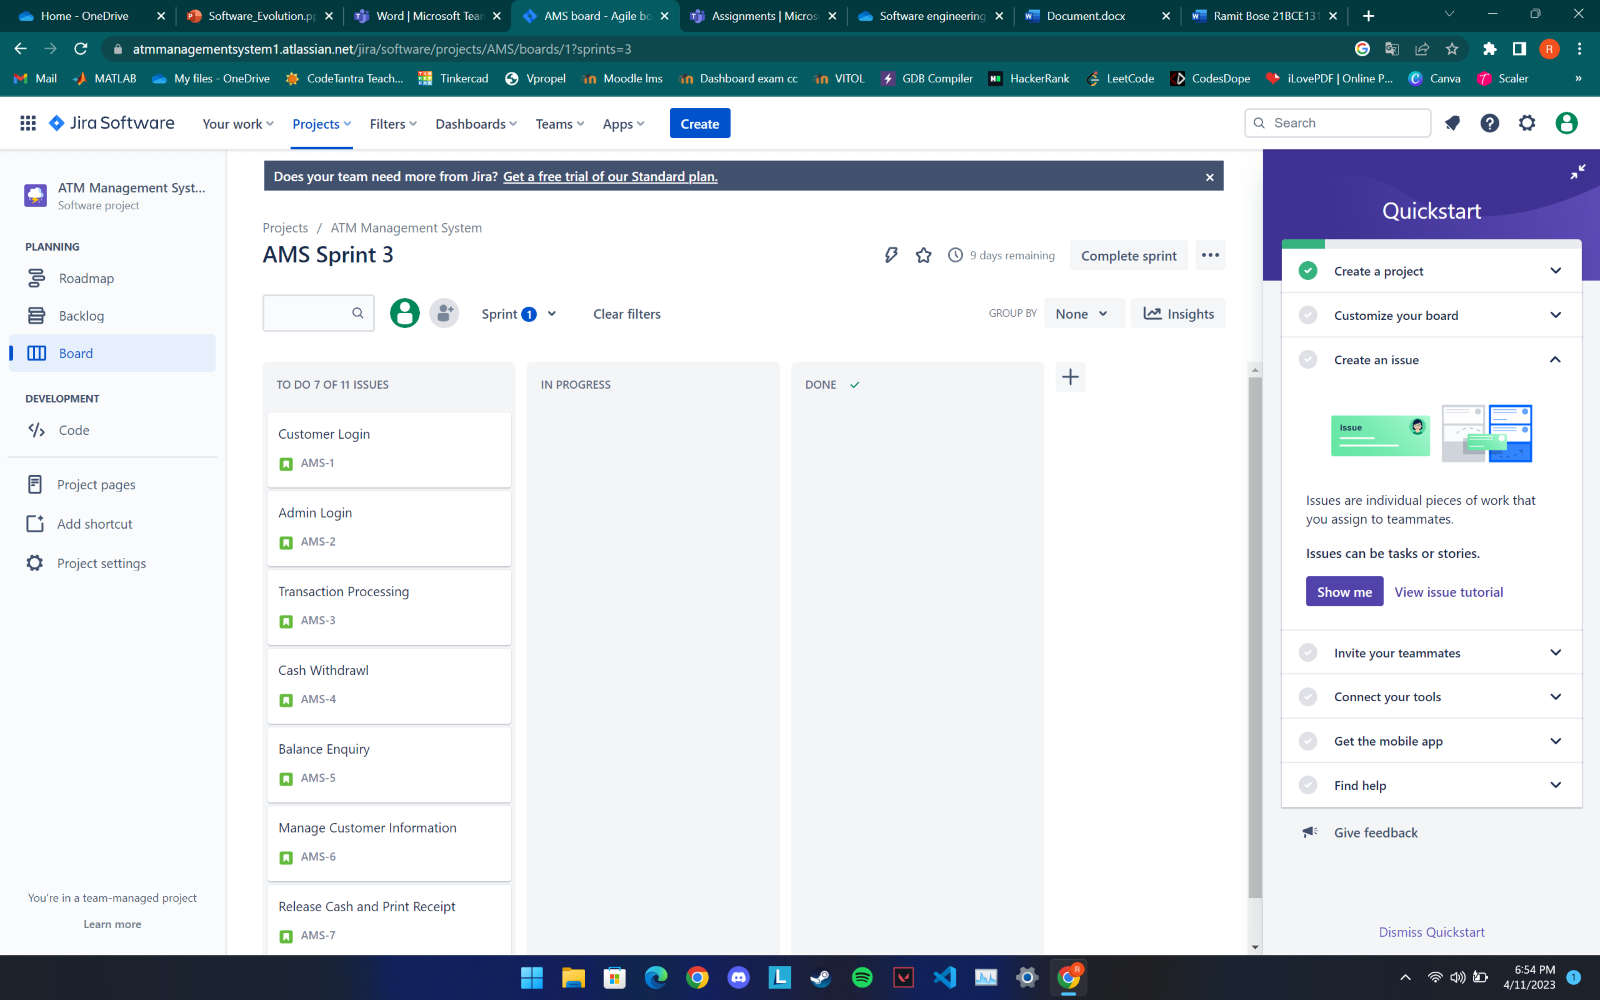 Home - OneDrive
Software_Evolution.pp
Word | Microsoft Team
AMS board - Agile bo
Assignments | Micros
Software engineering
Document.docx
Ramit Bose 21BCE131
atmmanagementsystem1.atlassian.net/jira/software/projects/AMS/boards/1?sprints=3
R
Mail
MATLAB
My files - OneDrive
CodeTantra Teach...
Tinkercad
Vpropel
Moodle lms
Dashboard exam cc
VITOL
GDB Compiler
HackerRank
LeetCode
CodesDope
iLovePDF | Online P...
Canva
Scaler
»
Jira Software
Your work
Projects
Filters
Dashboards
Teams
Apps
Create
Search
ATM Management Syst...
Software project
PLANNING
Roadmap
Backlog
Board
DEVELOPMENT
Code
Project pages
Add shortcut
Project settings
You're in a team-managed project
Learn more
Does your team need more from Jira? Get a free trial of our Standard plan.
Projects / ATM Management System
AMS Sprint 3
9 days remaining
Complete sprint
Sprint 1
Clear filters
GROUP BY
None
Insights
TO DO 7 OF 11 ISSUES
IN PROGRESS
DONE
Customer Login
AMS-1
Admin Login
AMS-2
Transaction Processing
AMS-3
Cash Withdrawl
AMS-4
Balance Enquiry
AMS-5
Manage Customer Information
AMS-6
Release Cash and Print Receipt
AMS-7
Quickstart
Create a project
Customize your board
Create an issue
Issue
Issues are individual pieces of work that
you assign to teammates.
Issues can be tasks or stories.
Show me
View issue tutorial
Invite your teammates
Connect your tools
Get the mobile app
Find help
Give feedback
Dismiss Quickstart
6:54 PM
4/11/2023
1